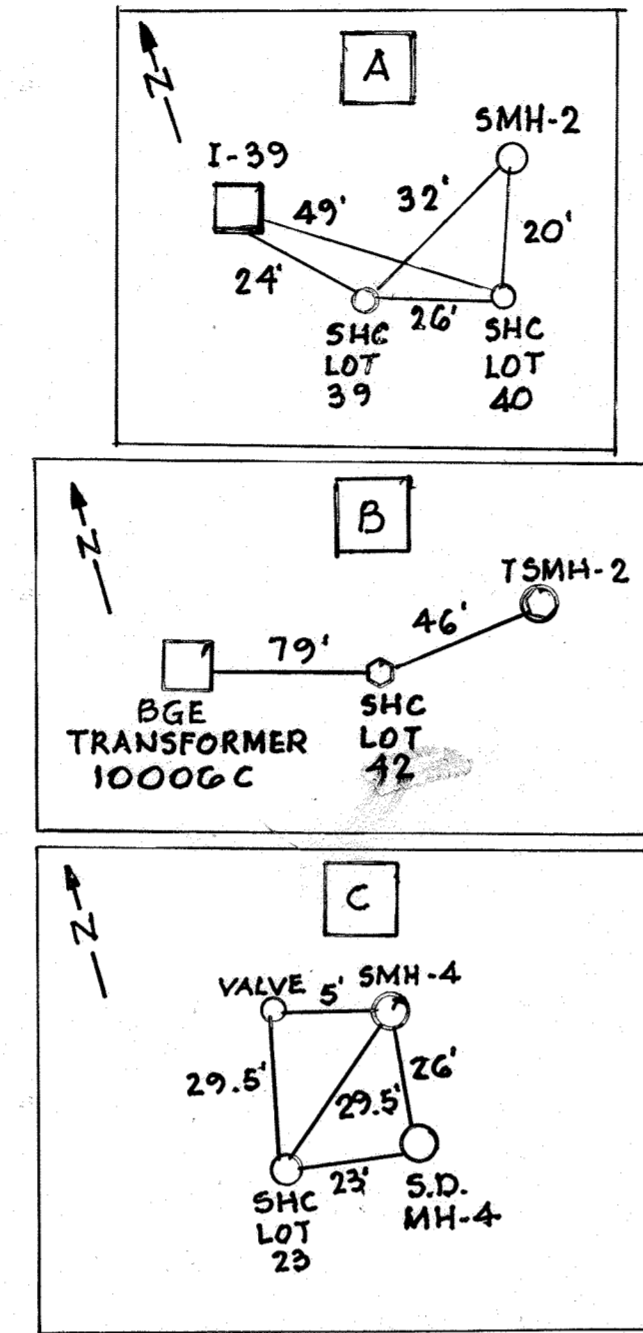 A
N
SMH-2
I-39
49'
32'
20'
24'
26'
SHC
LOT
39
SHC
LOT
40
B
N
TSMH-2
79'
46'
BGE
TRANSFORMER
10006C
SHC
LOT
42
C
N
VALVE
5'
SMH-4
29.5'
29.5'
26'
23'
SHC
LOT
23
S.D.
MH-4